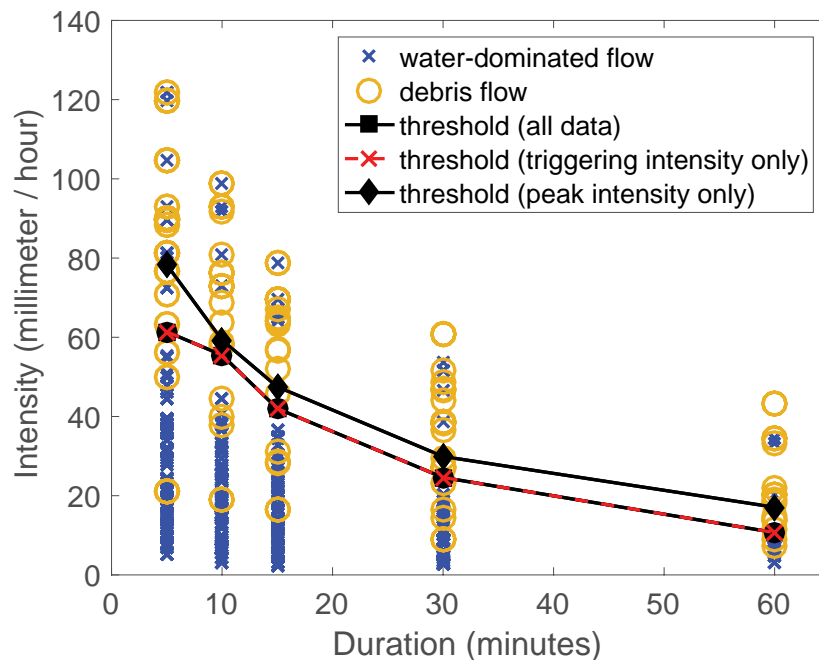 140
120
100
80
60
40
20
0
Intensity (millimeter / hour)
water-dominated flow
debris flow
threshold (all data)
threshold (triggering intensity only)
threshold (peak intensity only)
0 10 20 30 40 50 60
Duration (minutes)